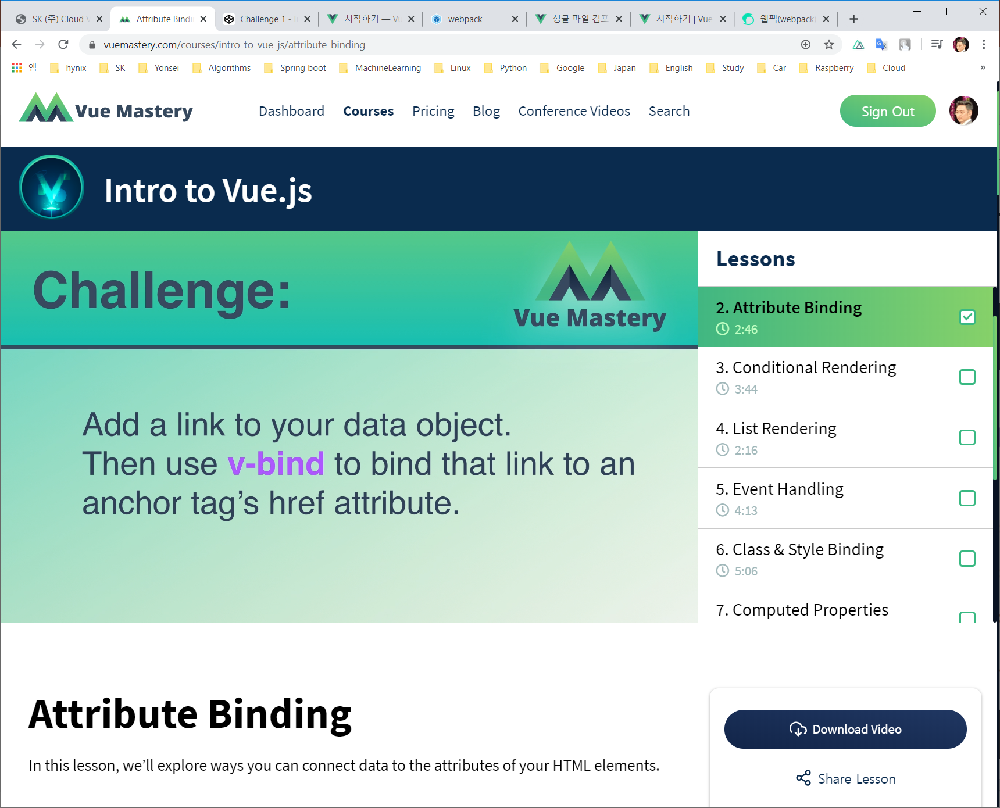 SK (주) Cloud
Attribute Bindi
Challenge 1 -
시작하기 — Vu
webpack
싱글 파일 컴포
시작하기 | Vue
웹팩(webpack)
vuemastery.com/courses/intro-to-vue-js/attribute-binding
앱 hynix SK Yonsei Algorithms Spring boot MachineLearning Linux Python Google Japan English Study Car Raspberry Cloud »
Vue Mastery Dashboard Courses Pricing Blog Conference Videos Search Sign Out
Intro to Vue.js
Challenge:
Vue Mastery
Add a link to your data object.
Then use v-bind to bind that link to an
anchor tag’s href attribute.
Lessons
2. Attribute Binding
2:46
3. Conditional Rendering
3:44
4. List Rendering
2:16
5. Event Handling
4:13
6. Class & Style Binding
5:06
7. Computed Properties
Attribute Binding
In this lesson, we’ll explore ways you can connect data to the attributes of your HTML elements.
Download Video
Share Lesson